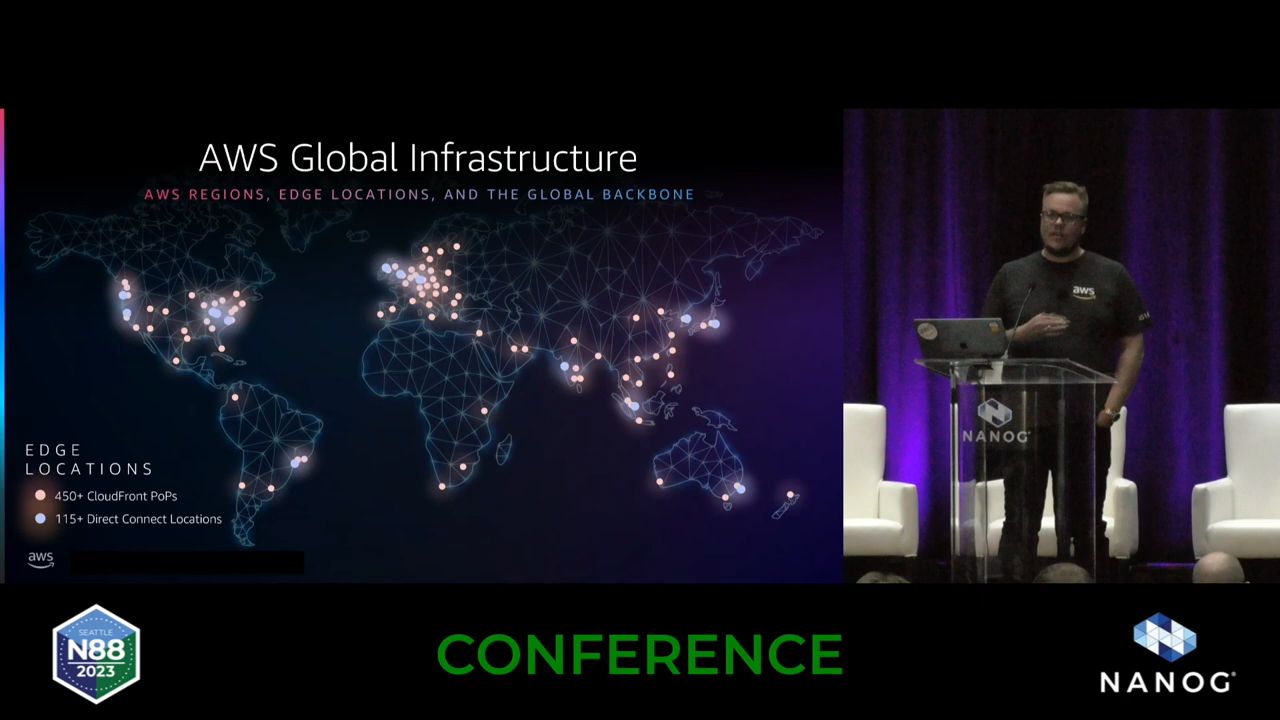 AWS Global Infrastructure
AWS REGIONS, EDGE LOCATIONS, AND THE GLOBAL BACKBONE
EDGE
LOCATIONS
450+ CloudFront PoPs
115+ Direct Connect Locations
aws
aws
NANOG
SEATTLE
N88
2023
CONFERENCE
NANOG®